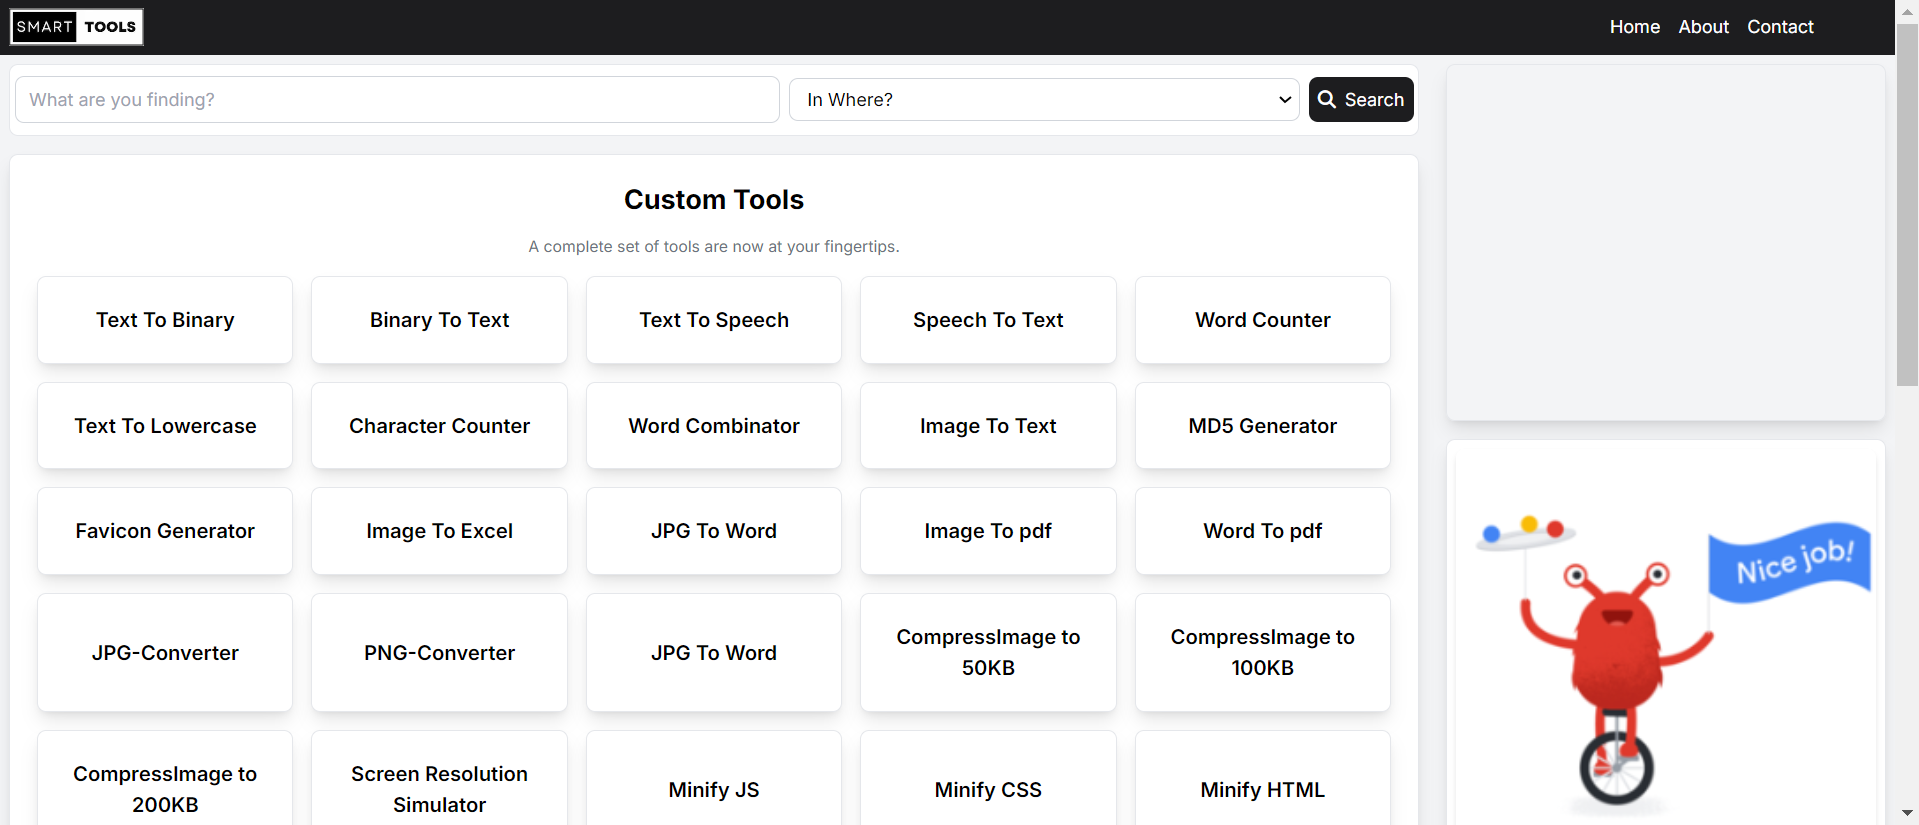 SMART TOOLS
Home About Contact
What are you finding?
In Where?
Search
Custom Tools
A complete set of tools are now at your fingertips.
Text To Binary
Binary To Text
Text To Speech
Speech To Text
Word Counter
Text To Lowercase
Character Counter
Word Combinator
Image To Text
MD5 Generator
Favicon Generator
Image To Excel
JPG To Word
Image To pdf
Word To pdf
JPG-Converter
PNG-Converter
JPG To Word
CompressImage to
50KB
CompressImage to
100KB
CompressImage to
200KB
Screen Resolution
Simulator
Minify JS
Minify CSS
Minify HTML
Nice job!